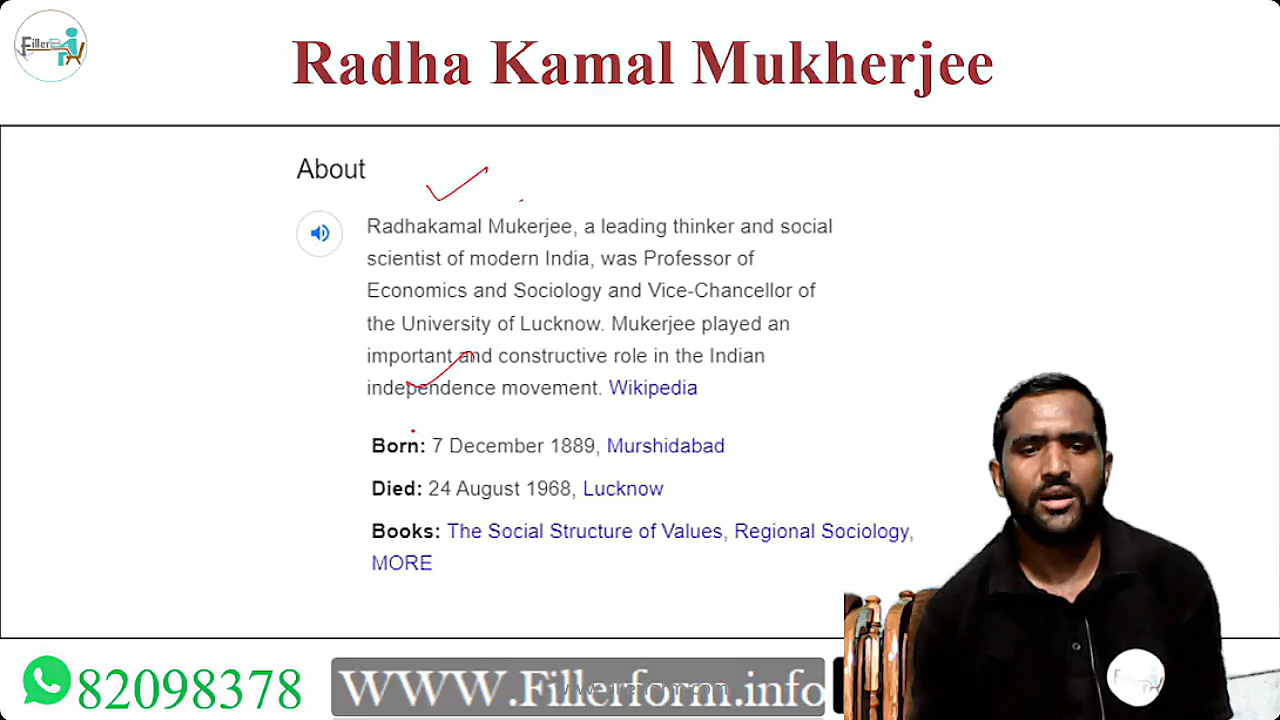 Filler
Radha Kamal Mukherjee
About
Radhakamal Mukerjee, a leading thinker and social
scientist of modern India, was Professor of
Economics and Sociology and Vice-Chancellor of
the University of Lucknow. Mukerjee played an
important and constructive role in the Indian
independence movement. Wikipedia
Born: 7 December 1889, Murshidabad
Died: 24 August 1968, Lucknow
Books: The Social Structure of Values, Regional Sociology,
MORE
82098378
WWW.Fillerform.info